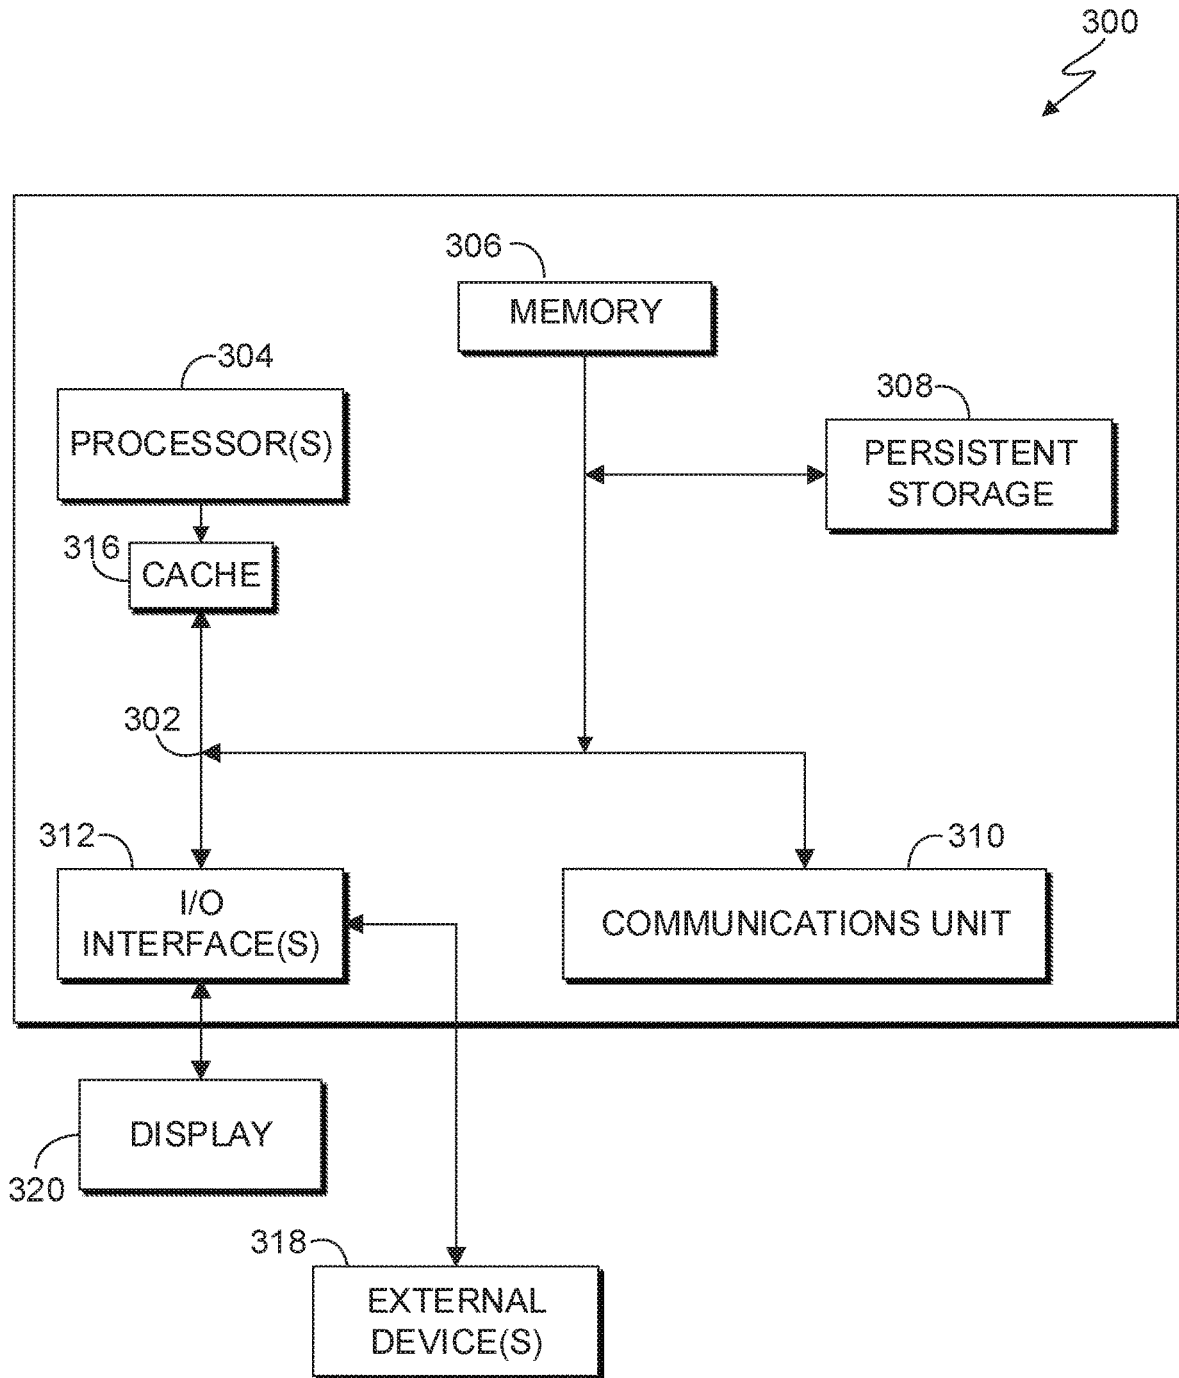 300
306
MEMORY
304
PROCESSOR(S)
308
PERSISTENT
STORAGE
316
CACHE
302
312
I/O
INTERFACE(S)
310
COMMUNICATIONS UNIT
DISPLAY
320
318
EXTERNAL
DEVICE(S)